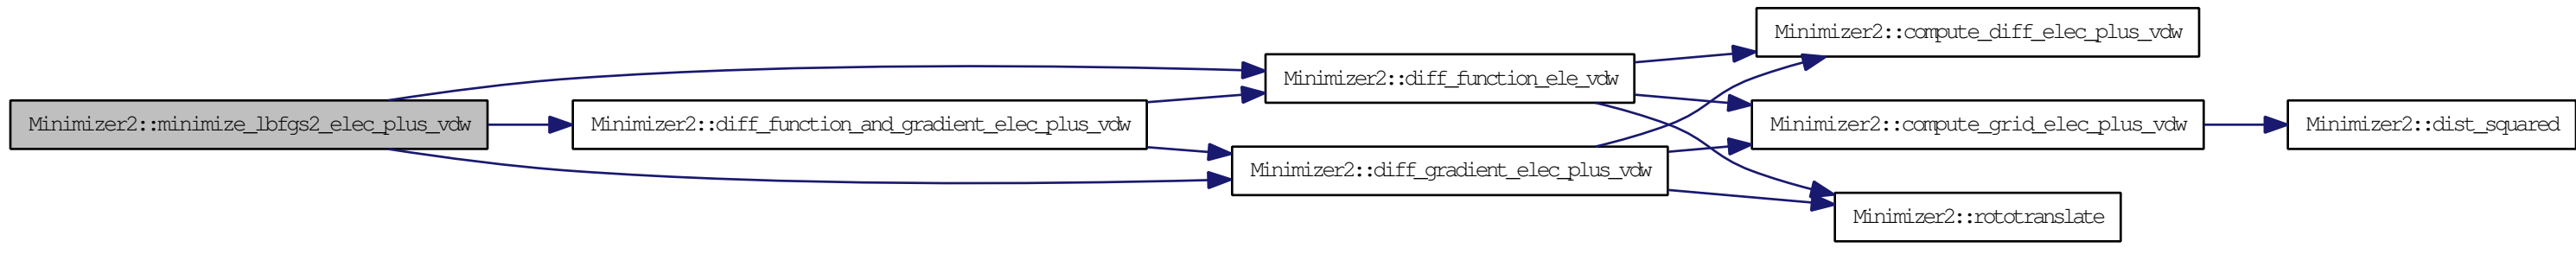 Minimizer2::minimize_lbfgs2_elec_plus_vdw
Minimizer2::diff_function_and_gradient_elec_plus_vdw
Minimizer2::diff_function_ele_vdw
Minimizer2::diff_gradient_elec_plus_vdw
Minimizer2::compute_diff_elec_plus_vdw
Minimizer2::compute_grid_elec_plus_vdw
Minimizer2::rototranslate
Minimizer2::dist_squared